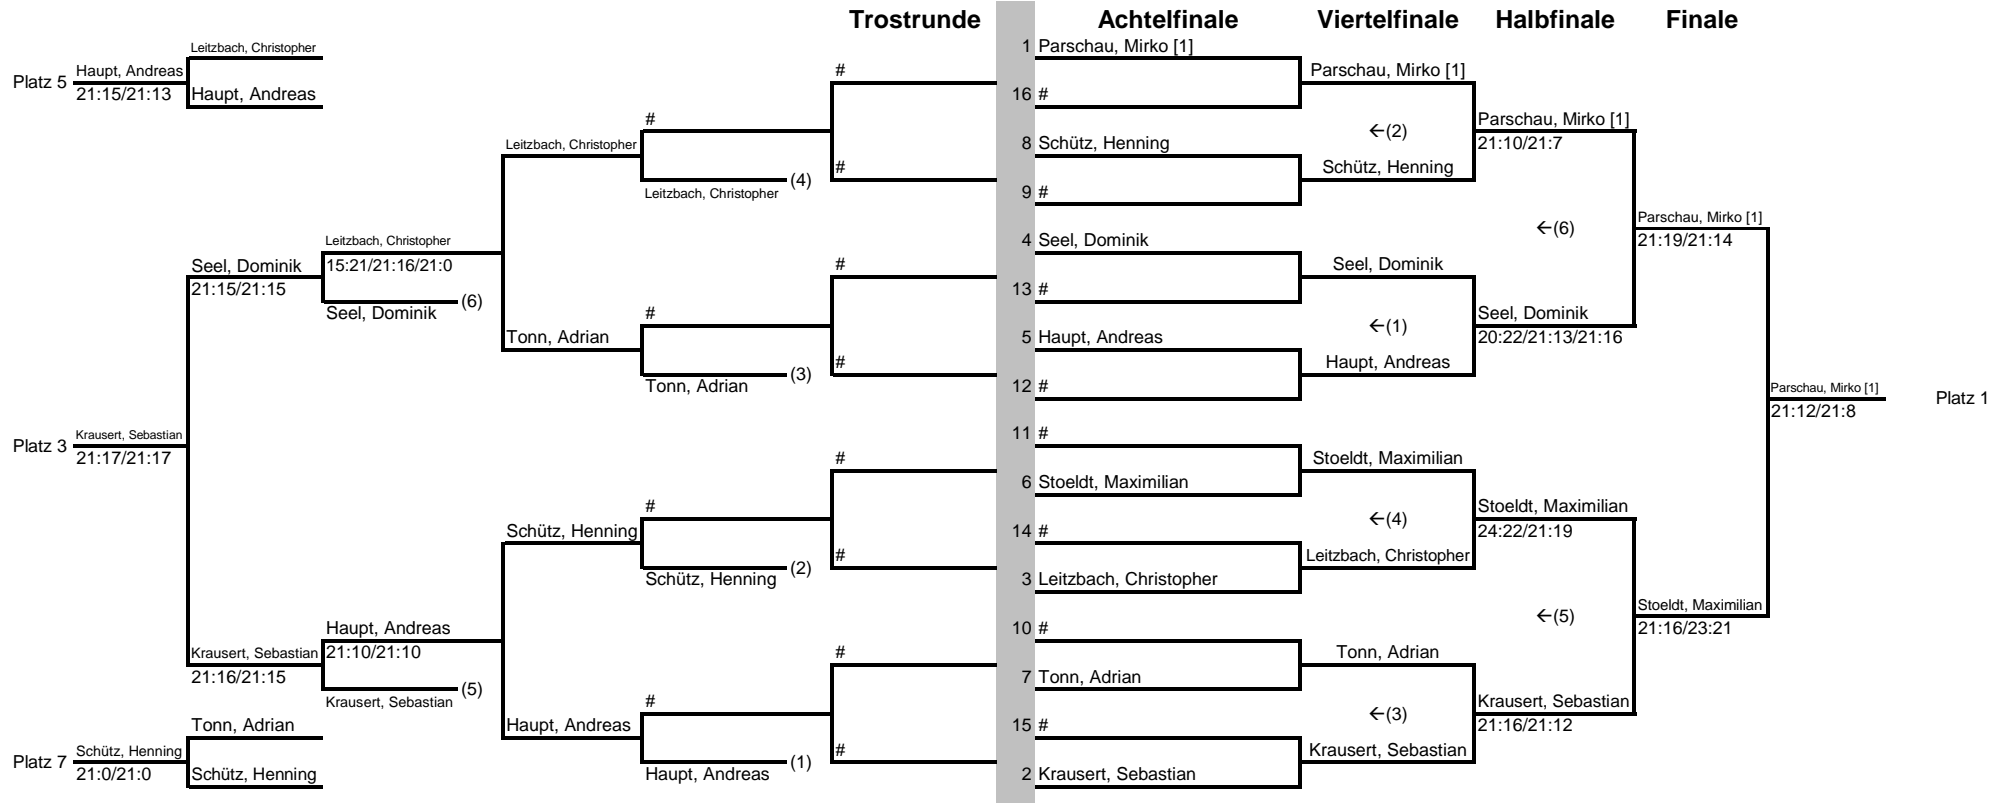 Trostrunde Achtelfinale Viertelfinale Halbfinale Finale
Leitzbach, Christopher
Platz 5 Haupt, Andreas
21:15/21:13 Haupt, Andreas
Leitzbach, Christopher
#
Leitzbach, Christopher (4)
#
#
Leitzbach, Christopher
15:21/21:16/21:0
Seel, Dominik
21:15/21:15
Seel, Dominik (6)
Tonn, Adrian
#
Tonn, Adrian (3)
#
#
Platz 3 Krausert, Sebastian
21:17/21:17
Schütz, Henning
#
Schütz, Henning (2)
#
#
Haupt, Andreas
21:10/21:10
Krausert, Sebastian
21:16/21:15
Krausert, Sebastian (5)
Haupt, Andreas
#
Haupt, Andreas (1)
#
#
Tonn, Adrian
Platz 7 Schütz, Henning
21:0/21:0 Schütz, Henning
1 Parschau, Mirko [1]
16 #
8 Schütz, Henning
9 #
4 Seel, Dominik
13 #
5 Haupt, Andreas
12 #
11 #
6 Stoeldt, Maximilian
14 #
3 Leitzbach, Christopher
10 #
7 Tonn, Adrian
15 #
2 Krausert, Sebastian
Parschau, Mirko [1]
←(2)
Schütz, Henning
Seel, Dominik
←(1)
Haupt, Andreas
Stoeldt, Maximilian
←(4)
Leitzbach, Christopher
Tonn, Adrian
←(3)
Krausert, Sebastian
Parschau, Mirko [1]
21:10/21:7
←(6)
Seel, Dominik
20:22/21:13/21:16
Stoeldt, Maximilian
24:22/21:19
←(5)
Krausert, Sebastian
21:16/21:12
Parschau, Mirko [1]
21:19/21:14
Stoeldt, Maximilian
21:16/23:21
Parschau, Mirko [1]
21:12/21:8
Platz 1